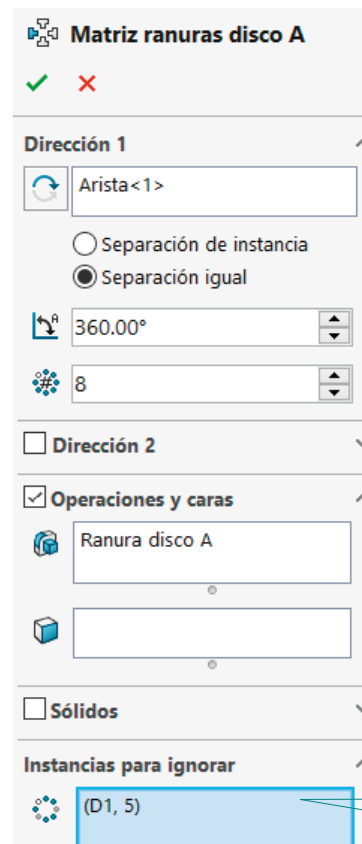 Matriz ranuras disco A
Dirección 1
Arista<1>
Separación de instancia
Separación igual
360.00°
8
Dirección 2
Operaciones y caras
Ranura disco A
Sólidos
Instancias para ignorar
(D1, 5)